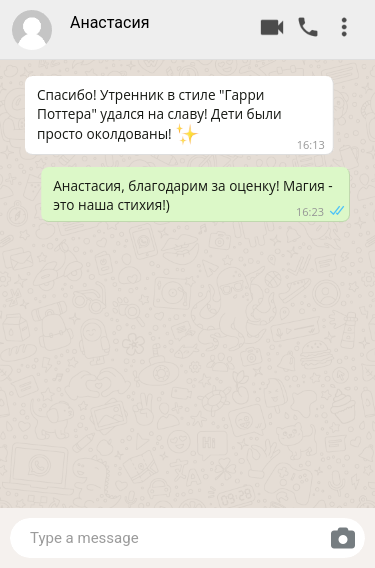 Анастасия
Спасибо! Утренник в стиле "Гарри
Поттера" удался на славу! Дети были
просто околдованы! ✨
16:13
Анастасия, благодарим за оценку! Магия -
это наша стихия!)
16:23
Type a message